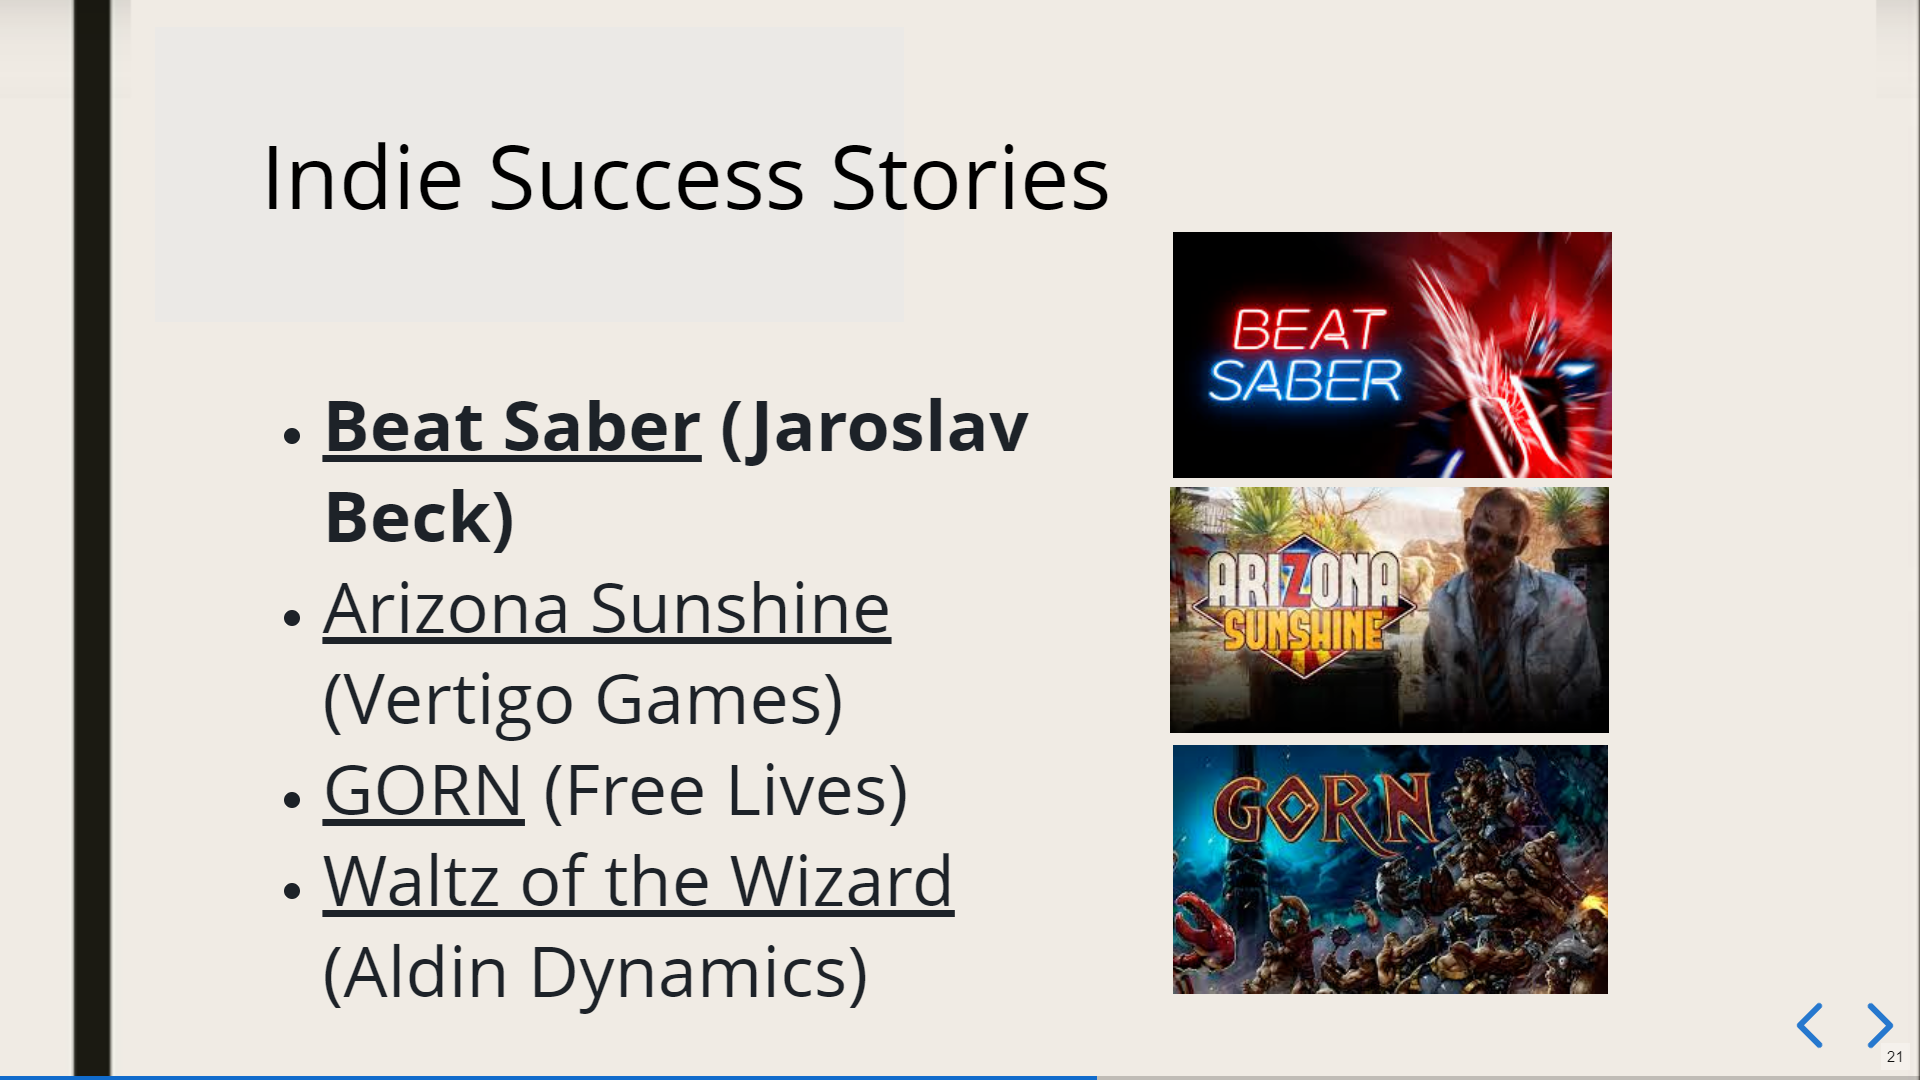 Indie Success Stories
Beat Saber (Jaroslav
Beck)
Arizona Sunshine
(Vertigo Games)
GORN (Free Lives)
Waltz of the Wizard
(Aldin Dynamics)
BEAT
SABER
ARIZONA
SUNSHINE
GORN
21